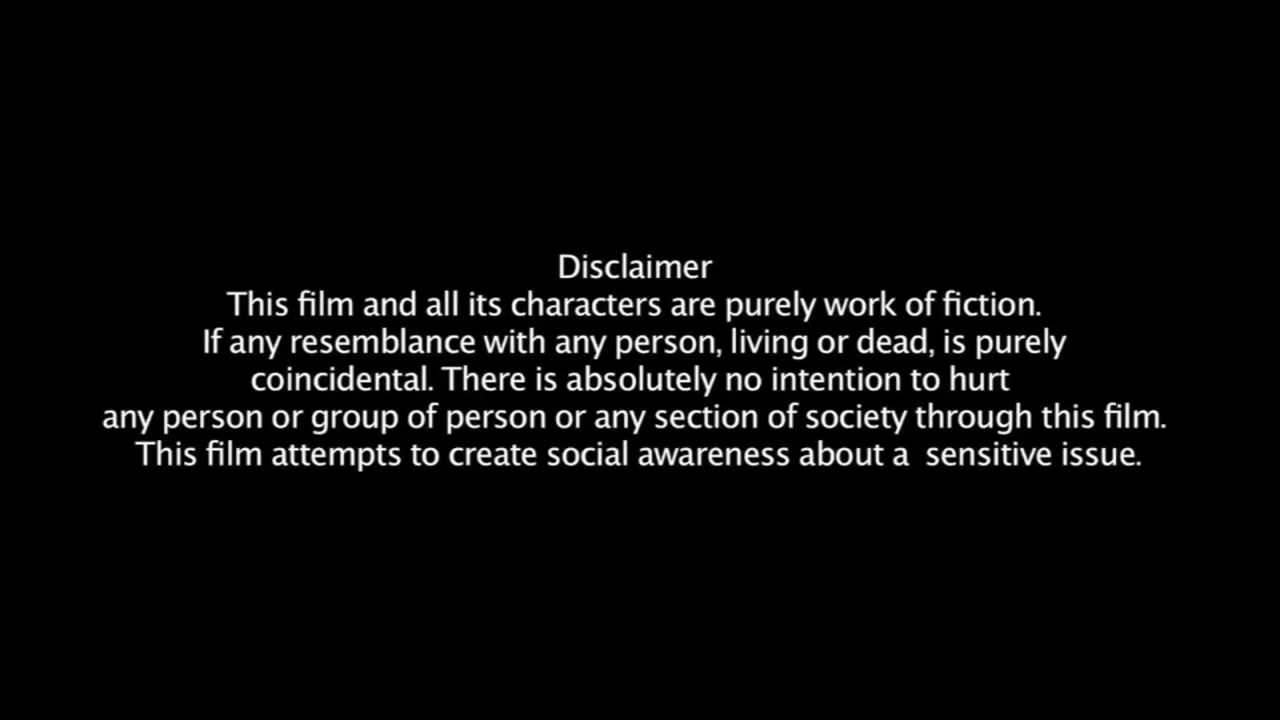 Disclaimer
This film and all its characters are purely work of fiction.
If any resemblance with any person, living or dead, is purely
coincidental. There is absolutely no intention to hurt
any person or group of person or any section of society through this film.
This film attempts to create social awareness about a  sensitive issue.